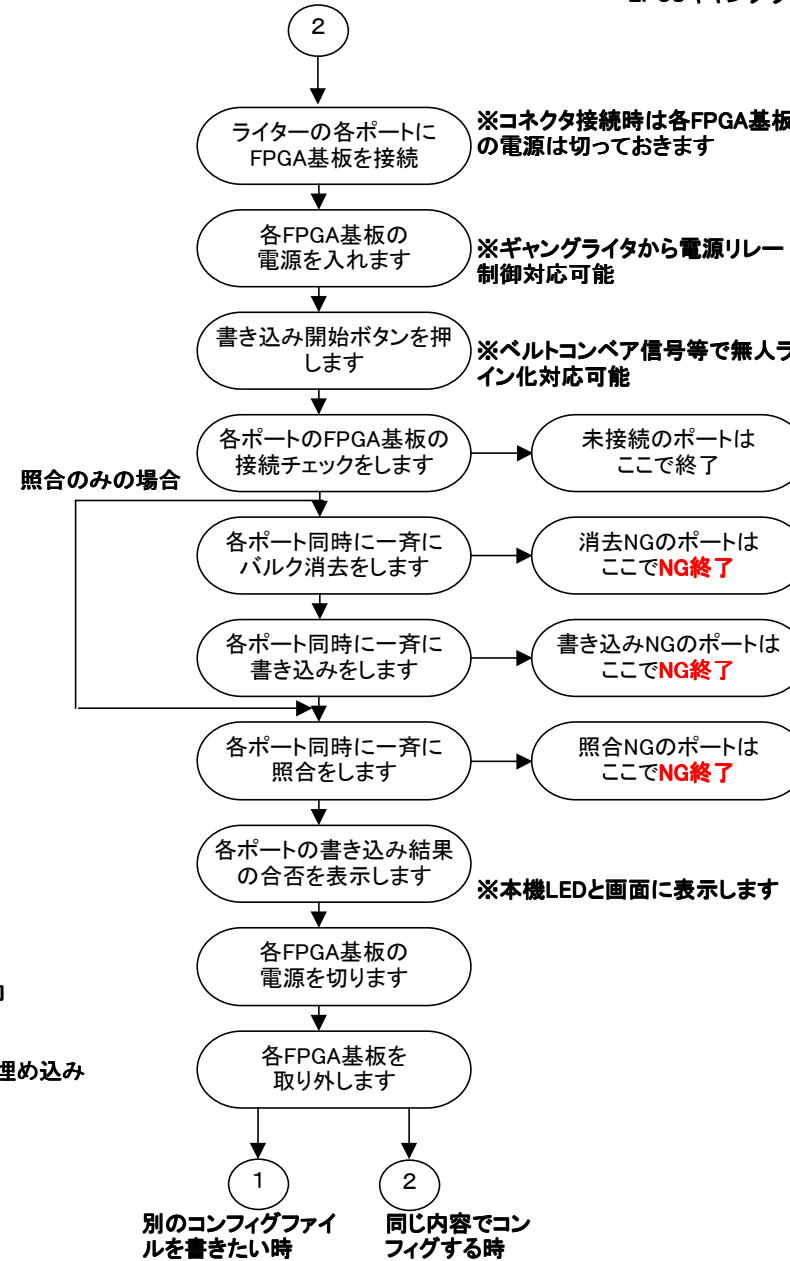 2
ライターの各ポートに
FPGA基板を接続
※コネクタ接続時は各FPGA基板
の電源は切っておきます
各FPGA基板の
電源を入れます
※ギャングライタから電源リレー
制御対応可能
書き込み開始ボタンを押
します
※ベルトコンベア信号等で無人ラ
イン化対応可能
各ポートのFPGA基板の
接続チェックをします
未接続のポートは
ここで終了
照合のみの場合
各ポート同時に一斉に
バルク消去をします
消去NGのポートは
ここでNG終了
各ポート同時に一斉に
書き込みをします
書き込みNGのポートは
ここでNG終了
各ポート同時に一斉に
照合をします
照合NGのポートは
ここでNG終了
各ポートの書き込み結果
の合否を表示します
※本機LEDと画面に表示します
各FPGA基板の
電源を切ります
埋め込み
各FPGA基板を
取り外します
1
2
別のコンフィグファイ
ルを書きたい時
同じ内容でコン
フィグする時